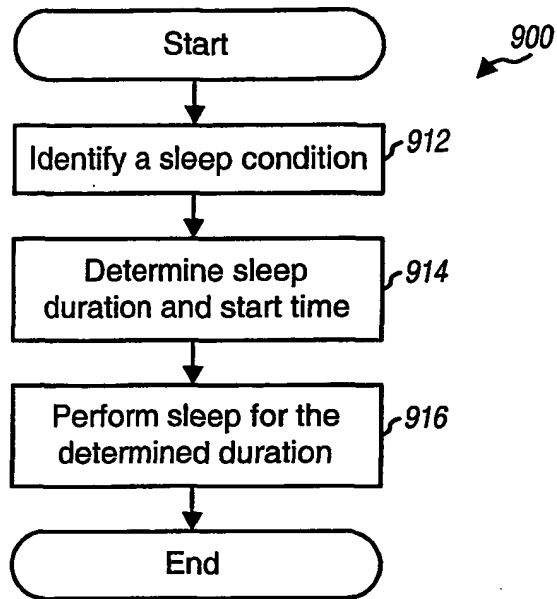 Start
900
Identify a sleep condition
912
Determine sleep
duration and start time
914
Perform sleep for the
determined duration
916
End